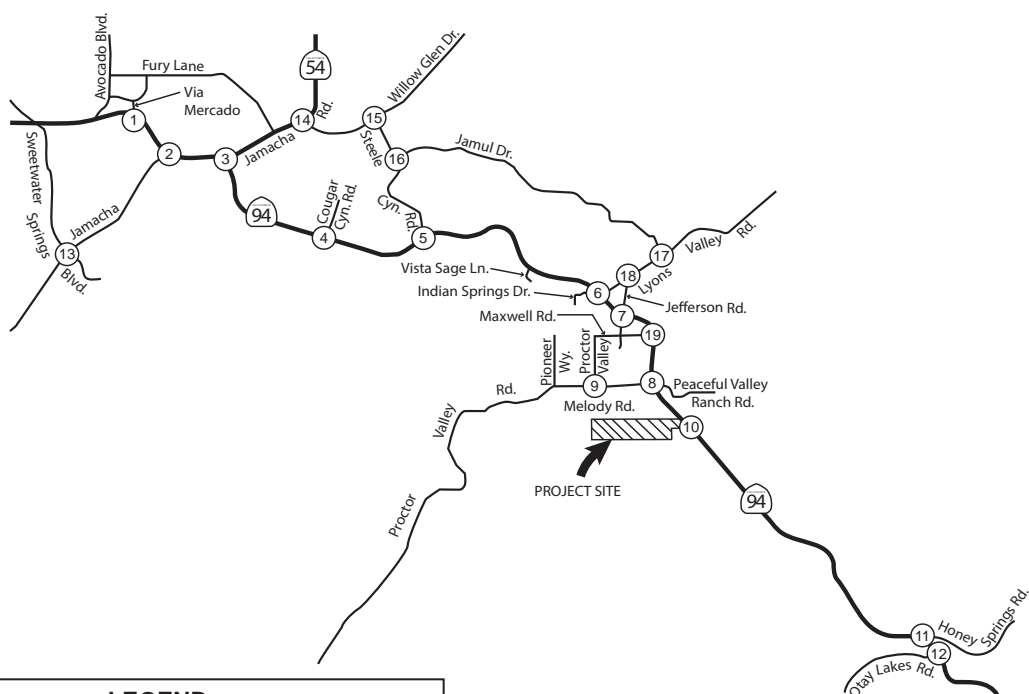 Avocado Blvd.
Fury Lane
Via
Mercado
54
Willow Glen Dr.
1
14
Rd.
15
2
3
Jamacha
Steele
16
Jamul Dr.
Sweetwater
Springs
Blvd.
Jamacha
13
94
Cougar
Cyn. Rd.
4
Cyn.
Rd.
5
Valley
Rd.
17
Vista Sage Ln.
18
Lyons
Indian Springs Dr.
6
Jefferson Rd.
Maxwell Rd.
7
19
Pioneer
Wy.
Proctor
Valley
Rd.
9
8
Peaceful Valley
Ranch Rd.
Melody Rd.
Valley
10
PROJECT SITE
94
Proctor
11
Honey
Springs Rd.
12
Otay Lakes Rd.
LEGEND